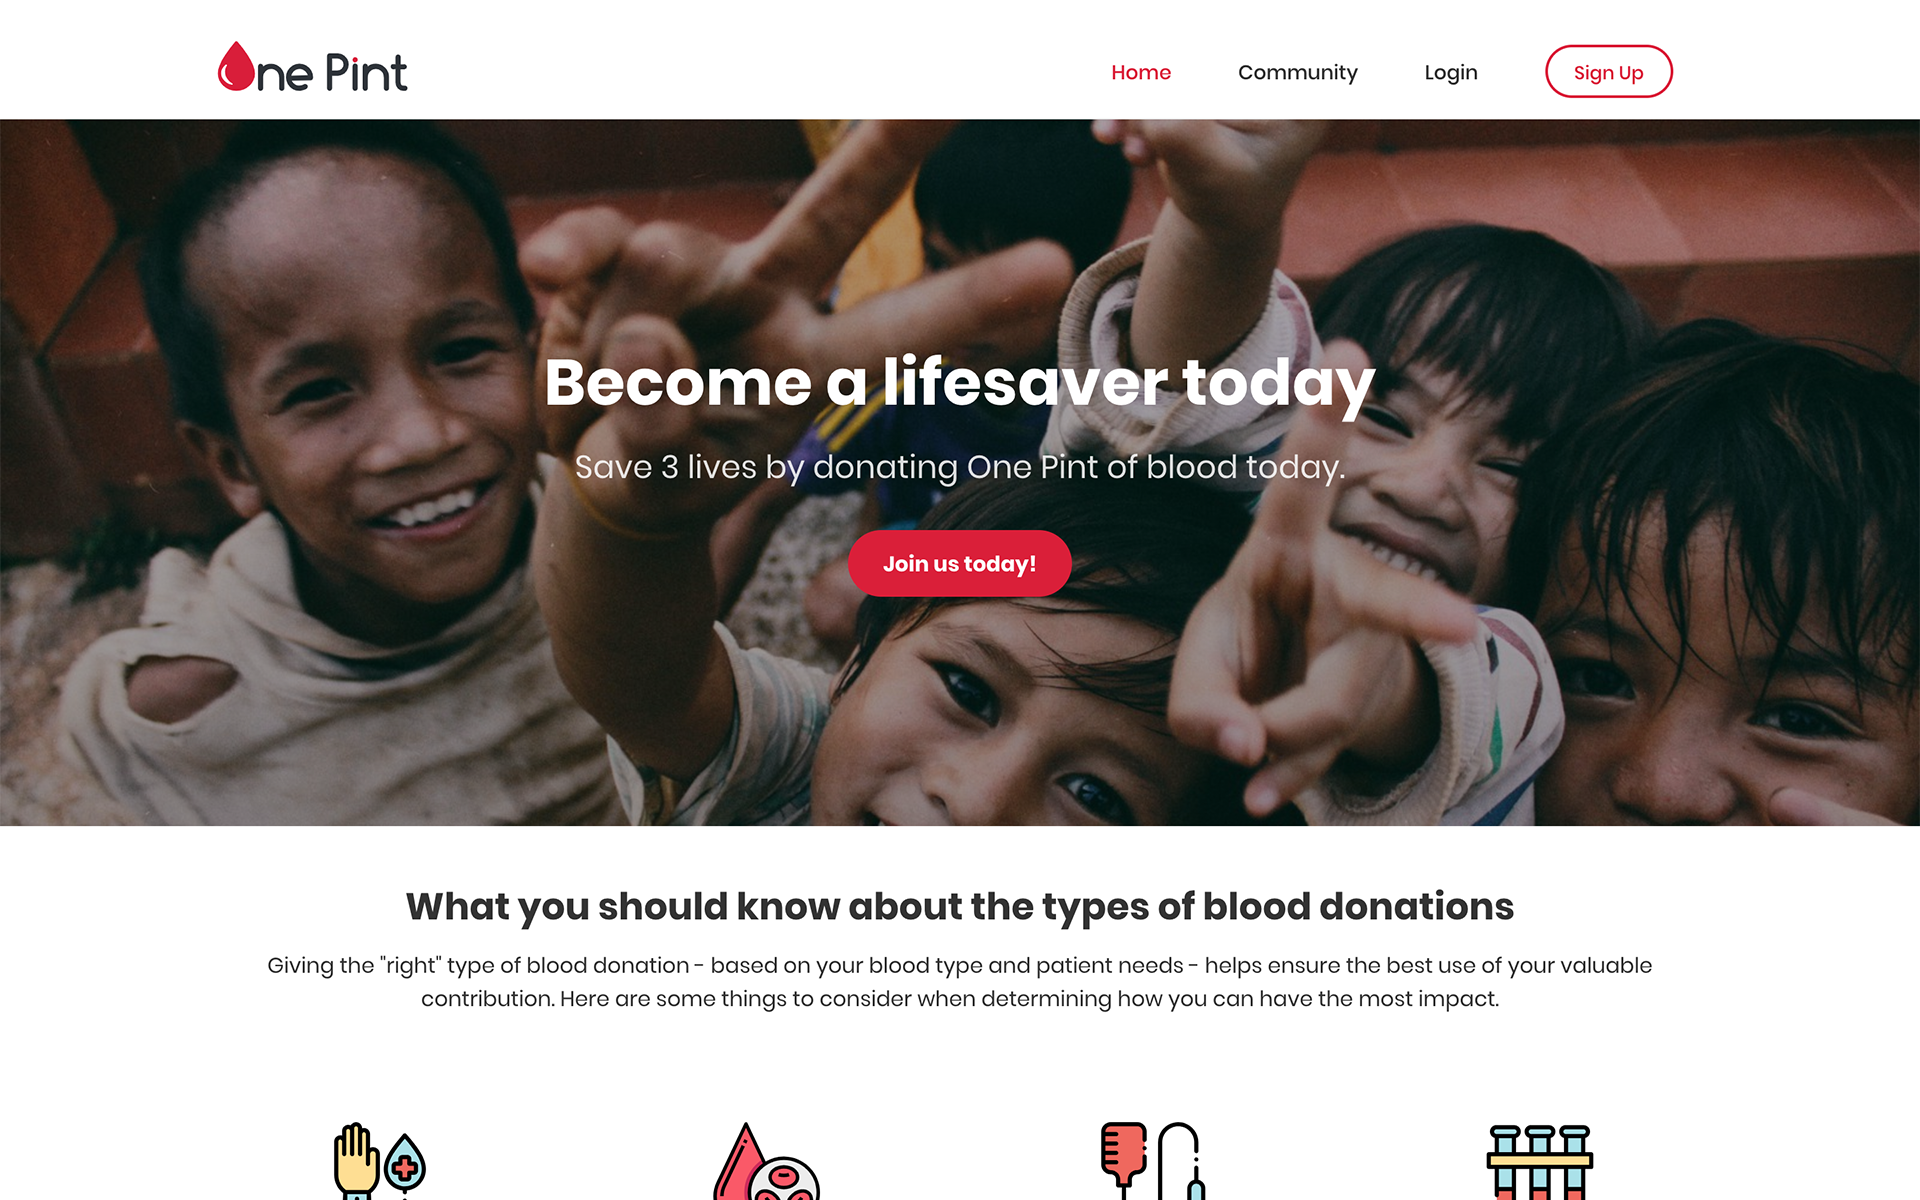 One Pint
Home
Community
Login
Sign Up
Become a lifesaver today
Save 3 lives by donating One Pint of blood today.
Join us today!
What you should know about the types of blood donations
Giving the "right" type of blood donation - based on your blood type and patient needs - helps ensure the best use of your valuable
contribution. Here are some things to consider when determining how you can have the most impact.